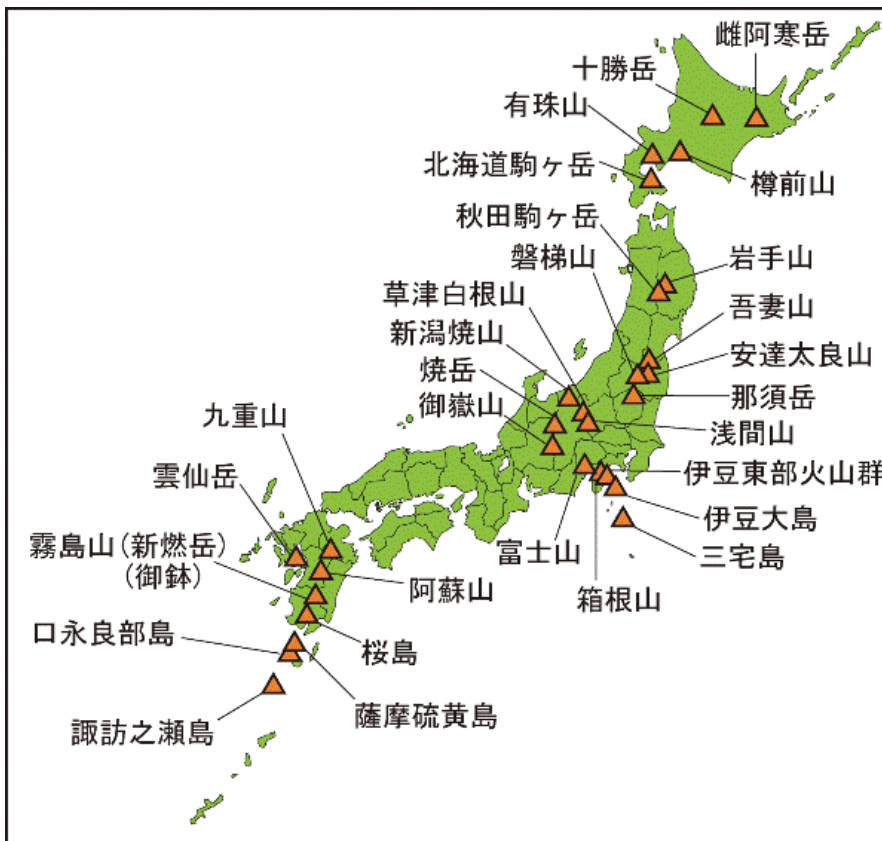 雌阿寒岳
十勝岳
有珠山
北海道駒ヶ岳
樽前山
秋田駒ヶ岳
磐梯山
岩手山
草津白根山
吾妻山
新潟焼山
安達太良山
焼岳
那須岳
御嶽山
九重山
浅間山
雲仙岳
伊豆東部火山群
伊豆大島
霧島山(新燃岳)
(御鉢)
富士山
三宅島
阿蘇山
箱根山
口永良部島
桜島
薩摩硫黄島
諏訪之瀬島